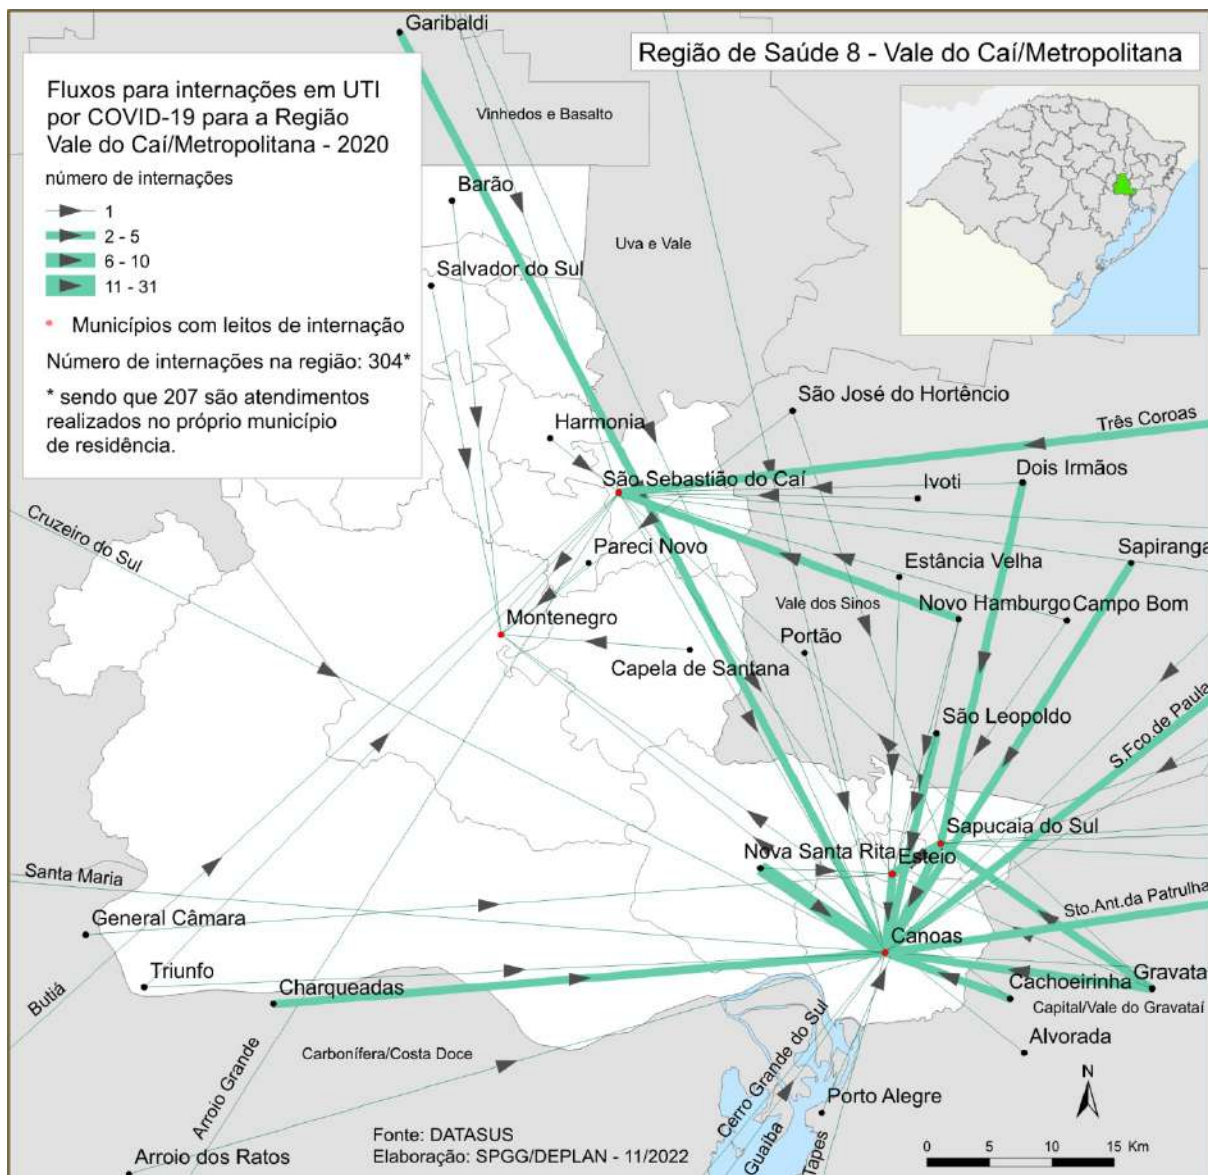 Garibaldi
Região de Saúde 8 - Vale do Caí/Metropolitana
Fluxos para internações em UTI
por COVID-19 para a Região
Vale do Caí/Metropolitana - 2020
número de internações
1
2 - 5
6 - 10
11 - 31
Municípios com leitos de internação
Número de internações na região: 304*
* sendo que 207 são atendimentos
realizados no próprio município
de residência.
Vinhedos e Basalto
Barão
Uva e Vale
Salvador do Sul
São José do Hortêncio
Harmonia
Três Coroas
Dois Irmãos
São Sebastião do Caí
Ivoti
Cruzeiro do Sul
Pareci Novo
Estância Velha
Sapiranga
Vale dos Sinos
Novo Hamburgo
Campo Bom
Montenegro
Portão
Capela de Santana
São Leopoldo
S.Fco.de Paula
Sapucaia do Sul
Nova Santa Rita
Esteio
Santa Maria
Sto.Ant.da Patrulha
General Câmara
Canoas
Triunfo
Charqueadas
Cachoeirinha
Gravata
Butiá
Capital/Vale do Gravataí
Alvorada
Carbonífera/Costa Doce
Arroio Grande
Cerro Grande do Sul
Guaíba
Tapes
Porto Alegre
N
Arroio dos Ratos
Fonte: DATASUS
Elaboração: SPGG/DEPLAN - 11/2022
0 5 10 15 Km